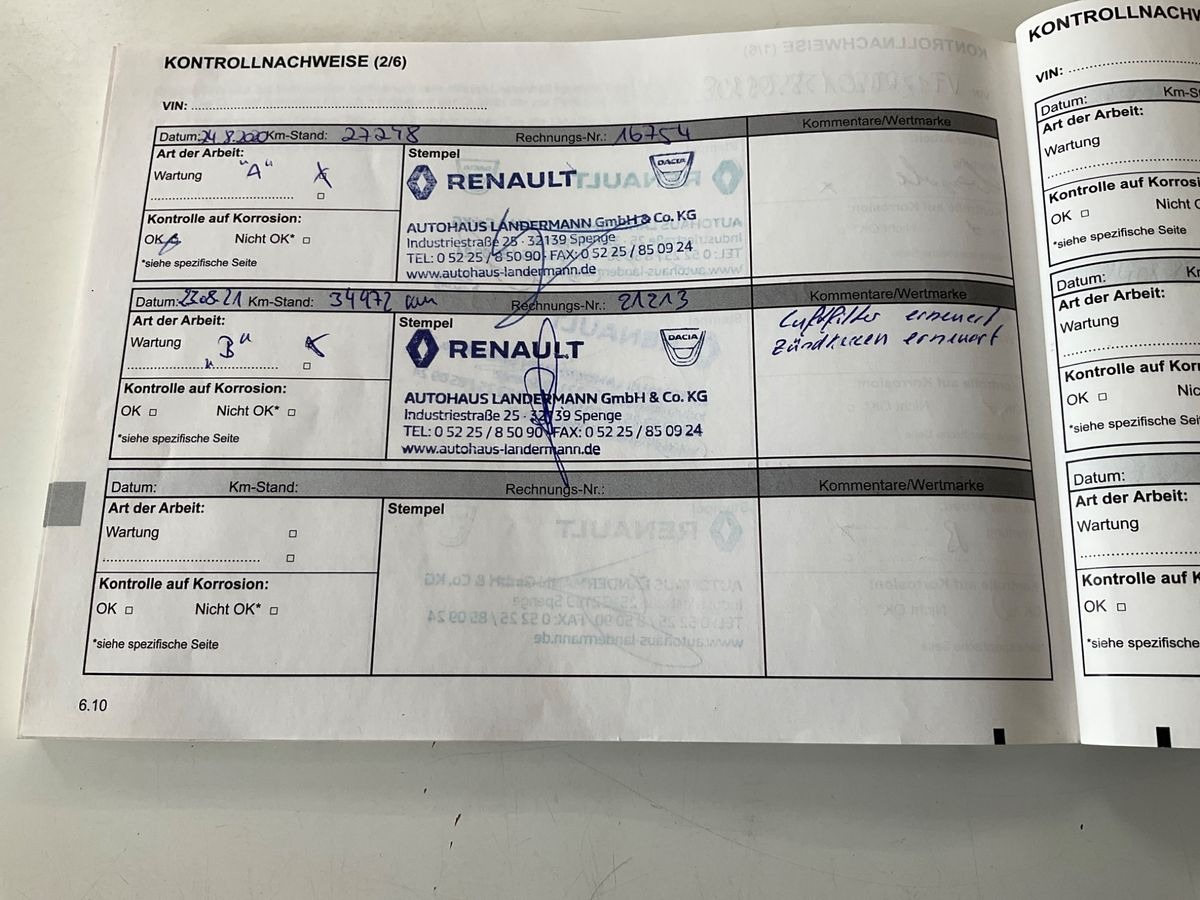 KONTROLLNACHWEISE (2/6)
VIN:
Datum: 24.8.2020 Km-Stand: 27248 Rechnungs-Nr.: 16754 Kommentare/Wertmarke
Art der Arbeit:
Wartung "A" x
Kontrolle auf Korrosion:
OK Nicht OK*
*siehe spezifische Seite
Stempel
RENAULT DACIA
AUTOHAUS LANDERMANN GmbH & Co. KG
Industriestraße 25 · 32139 Spenge
TEL: 0 52 25 / 8 50 90 · FAX: 0 52 25 / 85 09 24
www.autohaus-landermann.de
Datum: 23.08.21 Km-Stand: 34972 km Rechnungs-Nr.: 21213 Kommentare/Wertmarke
Art der Arbeit:
Wartung "B" x
Kontrolle auf Korrosion:
OK Nicht OK*
*siehe spezifische Seite
Stempel
RENAULT DACIA
AUTOHAUS LANDERMANN GmbH & Co. KG
Industriestraße 25 · 32139 Spenge
TEL: 0 52 25 / 8 50 90 · FAX: 0 52 25 / 85 09 24
www.autohaus-landermann.de
Luftfilter erneuert
Zündkerzen erneuert
Datum: Km-Stand: Rechnungs-Nr.: Kommentare/Wertmarke
Art der Arbeit:
Wartung
Kontrolle auf Korrosion:
OK Nicht OK*
*siehe spezifische Seite
Stempel
6.10
KONTROLLNACHW
VIN:
Datum: Km-S
Art der Arbeit:
Wartung
Kontrolle auf Korrosi
OK Nicht O
*siehe spezifische Seite
Datum: K
Art der Arbeit:
Wartung
Kontrolle auf Korr
OK Nic
*siehe spezifische Se
Datum:
Art der Arbeit:
Wartung
Kontrolle auf K
OK
*siehe spezifische